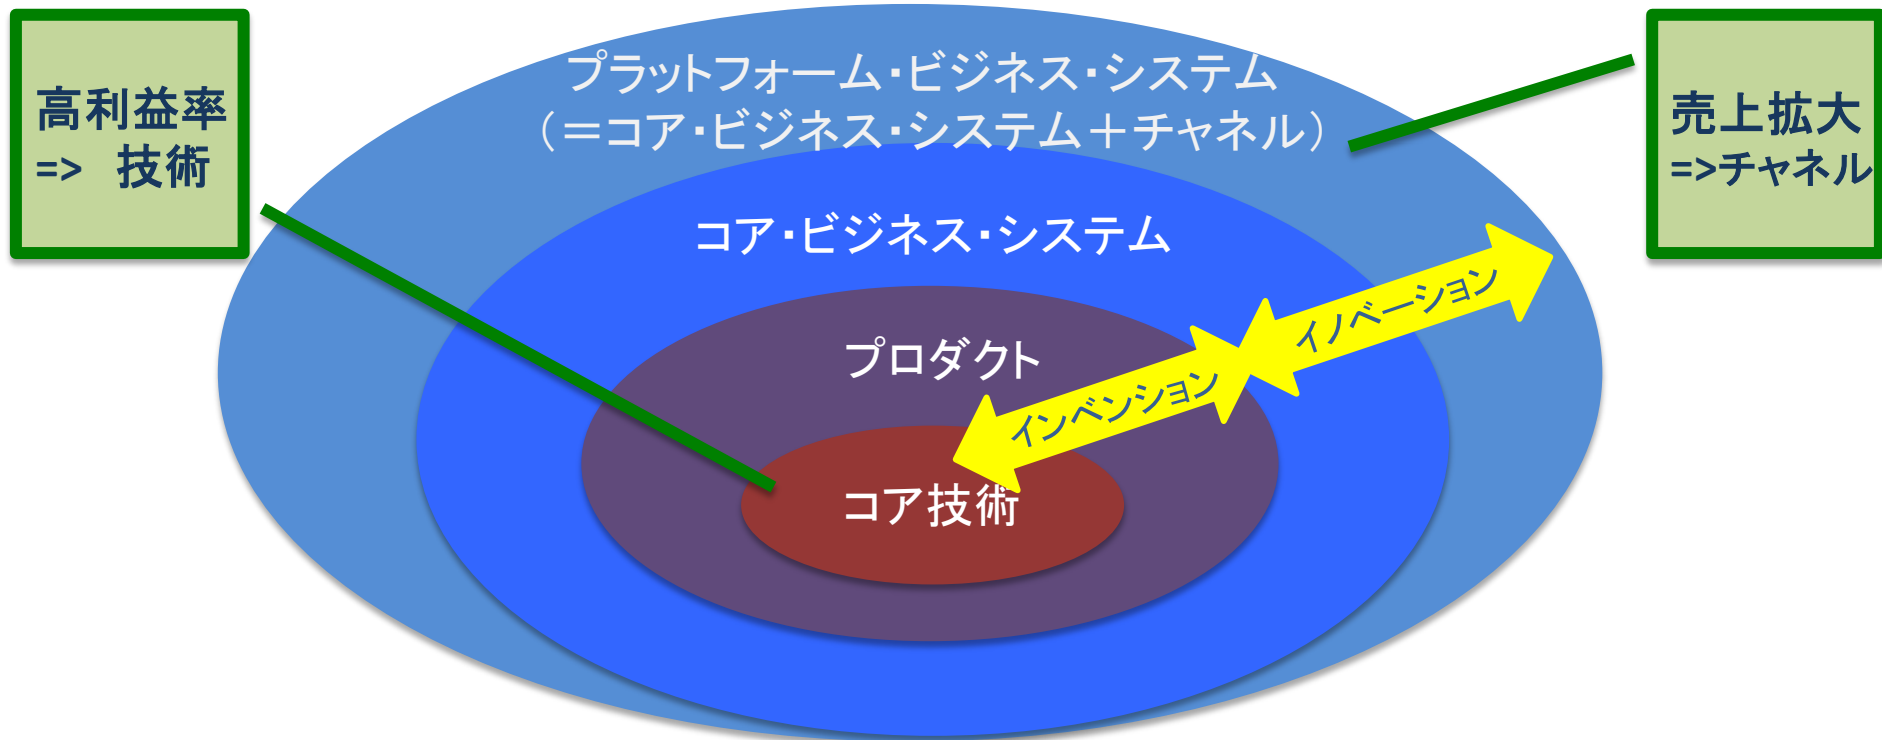 高利益率
=> 技術
プラットフォーム・ビジネス・システム
（＝コア・ビジネス・システム＋チャネル）
売上拡大
=>チャネル
コア・ビジネス・システム
イノベーション
プロダクト
インベンション
コア技術